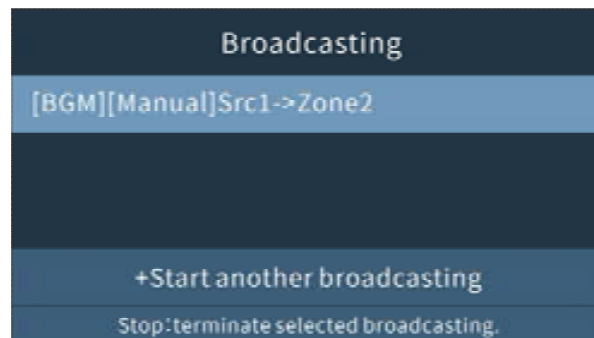 Broadcasting
[BGM][Manual]Src1->Zone2
+Start another broadcasting
Stop:terminate selected broadcasting.